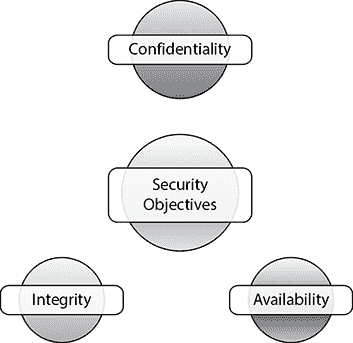 Confidentiality
Security
Objectives
Integrity
Availability